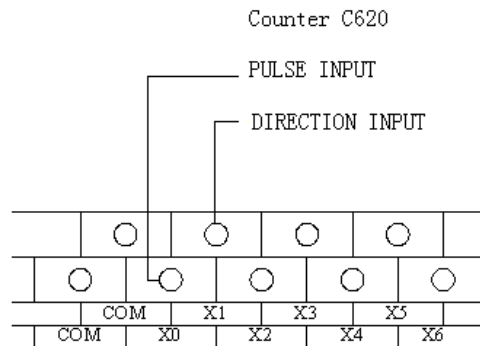 Counter C620
PULSE INPUT
DIRECTION INPUT
COM X1 X3 X5
COM X0 X2 X4 X6